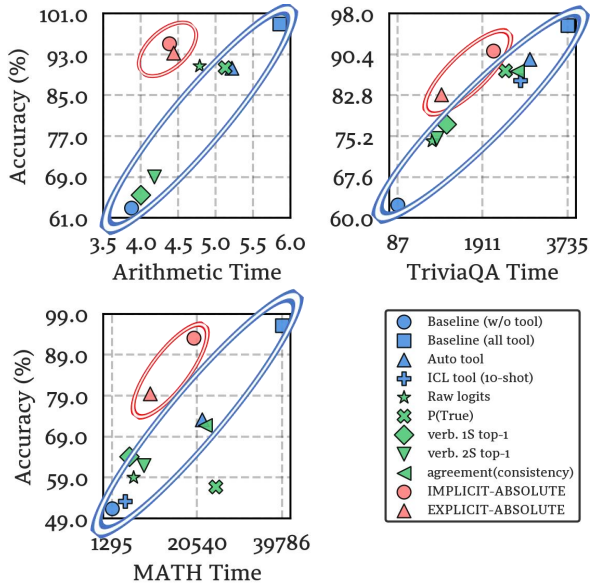 Accuracy (%)
101.0
93.0
85.0
77.0
69.0
61.0
3.5 4.0 4.5 5.0 5.5 6.0
Arithmetic Time
98.0
90.4
82.8
75.2
67.6
60.0
87 1911 3735
TriviaQA Time
Accuracy (%)
99.0
89.0
79.0
69.0
59.0
49.0
1295 20540 39786
MATH Time
Baseline (w/o tool)
Baseline (all tool)
Auto tool
ICL tool (10-shot)
Raw logits
P(True)
verb. 1S top-1
verb. 2S top-1
agreement(consistency)
IMPLICIT-ABSOLUTE
EXPLICIT-ABSOLUTE